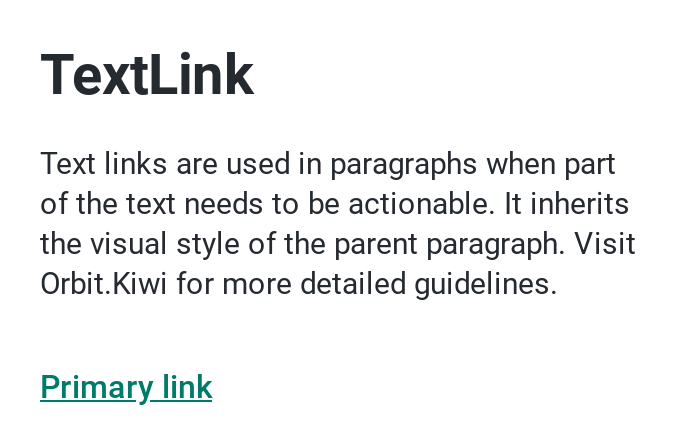 TextLink
Text links are used in paragraphs when part
of the text needs to be actionable. It inherits
the visual style of the parent paragraph. Visit
Orbit.Kiwi for more detailed guidelines.
Primary link